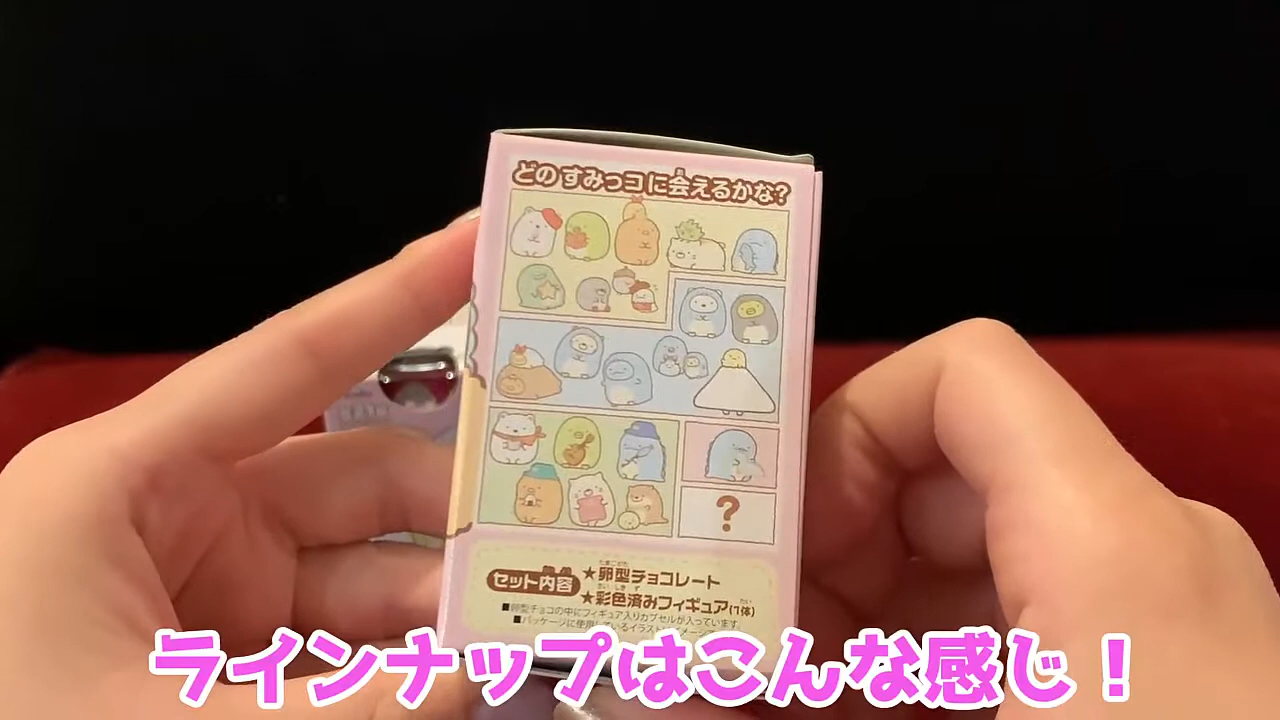 どのすみっコに会えるかな?
?
セット内容
★卵型チョコレート
★彩色済みフィギュア(1体)
■卵型チョコの中にフィギュア入りカプセルが入っています。
■パッケージに使用しているイラスト
ラインナップはこんな感じ!